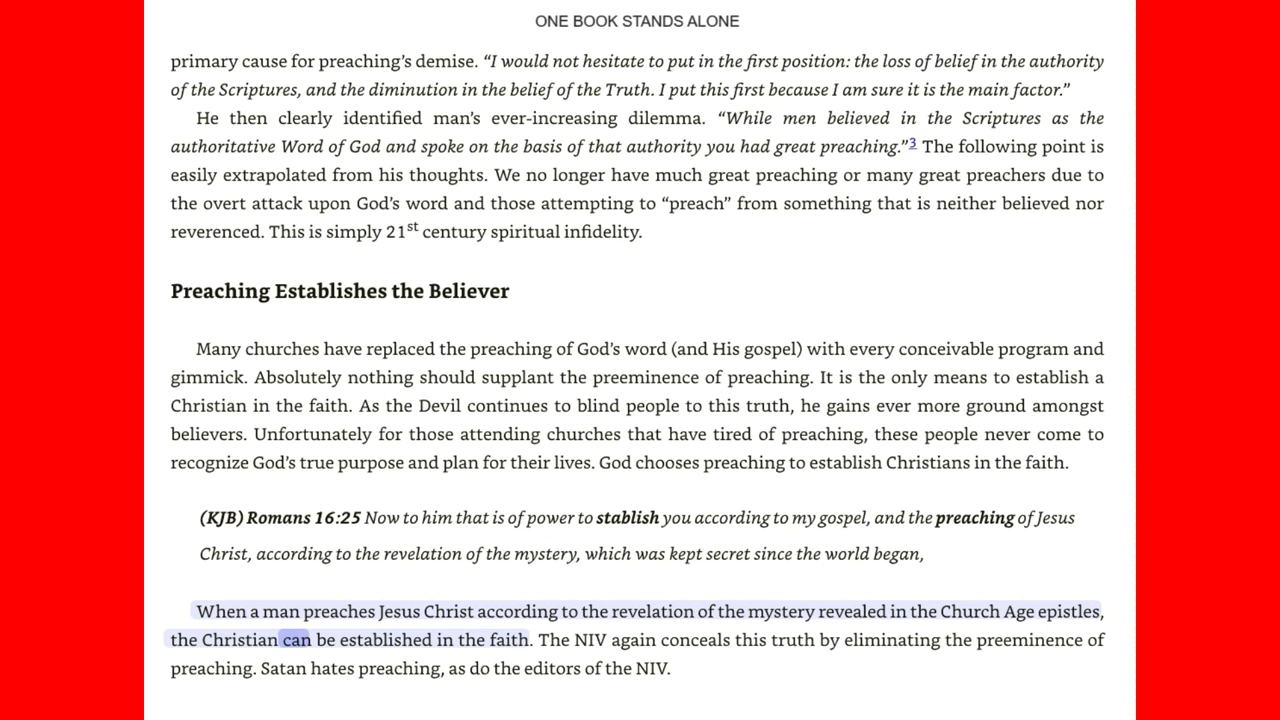 ONE BOOK STANDS ALONE
primary cause for preaching’s demise. “I would not hesitate to put in the first position: the loss of belief in the authority
of the Scriptures, and the diminution in the belief of the Truth. I put this first because I am sure it is the main factor.”
He then clearly identified man’s ever-increasing dilemma. “While men believed in the Scriptures as the
authoritative Word of God and spoke on the basis of that authority you had great preaching.”3 The following point is
easily extrapolated from his thoughts. We no longer have much great preaching or many great preachers due to
the overt attack upon God’s word and those attempting to “preach” from something that is neither believed nor
reverenced. This is simply 21st century spiritual infidelity.
Preaching Establishes the Believer
Many churches have replaced the preaching of God’s word (and His gospel) with every conceivable program and
gimmick. Absolutely nothing should supplant the preeminence of preaching. It is the only means to establish a
Christian in the faith. As the Devil continues to blind people to this truth, he gains ever more ground amongst
believers. Unfortunately for those attending churches that have tired of preaching, these people never come to
recognize God’s true purpose and plan for their lives. God chooses preaching to establish Christians in the faith.
(KJB) Romans 16:25 Now to him that is of power to stablish you according to my gospel, and the preaching of Jesus
Christ, according to the revelation of the mystery, which was kept secret since the world began,
When a man preaches Jesus Christ according to the revelation of the mystery revealed in the Church Age epistles,
the Christian can be established in the faith. The NIV again conceals this truth by eliminating the preeminence of
preaching. Satan hates preaching, as do the editors of the NIV.